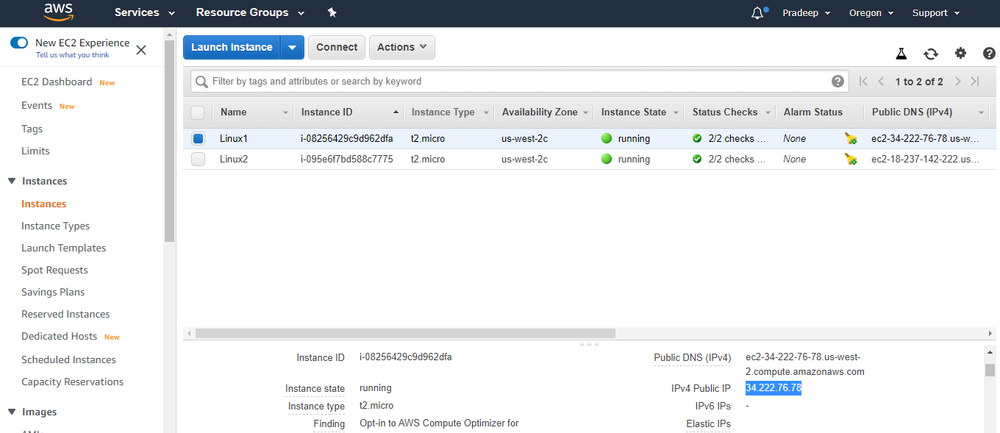 aws Services Resource Groups Pradeep Oregon Support
New EC2 Experience
Tell us what you think
EC2 Dashboard New
Events New
Tags
Limits
Instances
Instances
Instance Types
Launch Templates
Spot Requests
Savings Plans
Reserved Instances
Dedicated Hosts New
Scheduled Instances
Capacity Reservations
Images
Launch Instance Connect Actions
Filter by tags and attributes or search by keyword 1 to 2 of 2
Name Instance ID Instance Type Availability Zone Instance State Status Checks Alarm Status Public DNS (IPv4)
Linux1 i-08256429c9d962dfa t2.micro us-west-2c running 2/2 checks ... None ec2-34-222-76-78.us-w...
Linux2 i-095e6f7bd588c7775 t2.micro us-west-2c running 2/2 checks ... None ec2-18-237-142-222.us...
Instance ID i-08256429c9d962dfa Public DNS (IPv4) ec2-34-222-76-78.us-west-
2.compute.amazonaws.com
Instance state running IPv4 Public IP 34.222.76.78
Instance type t2.micro IPv6 IPs -
Finding Opt-in to AWS Compute Optimizer for Elastic IPs